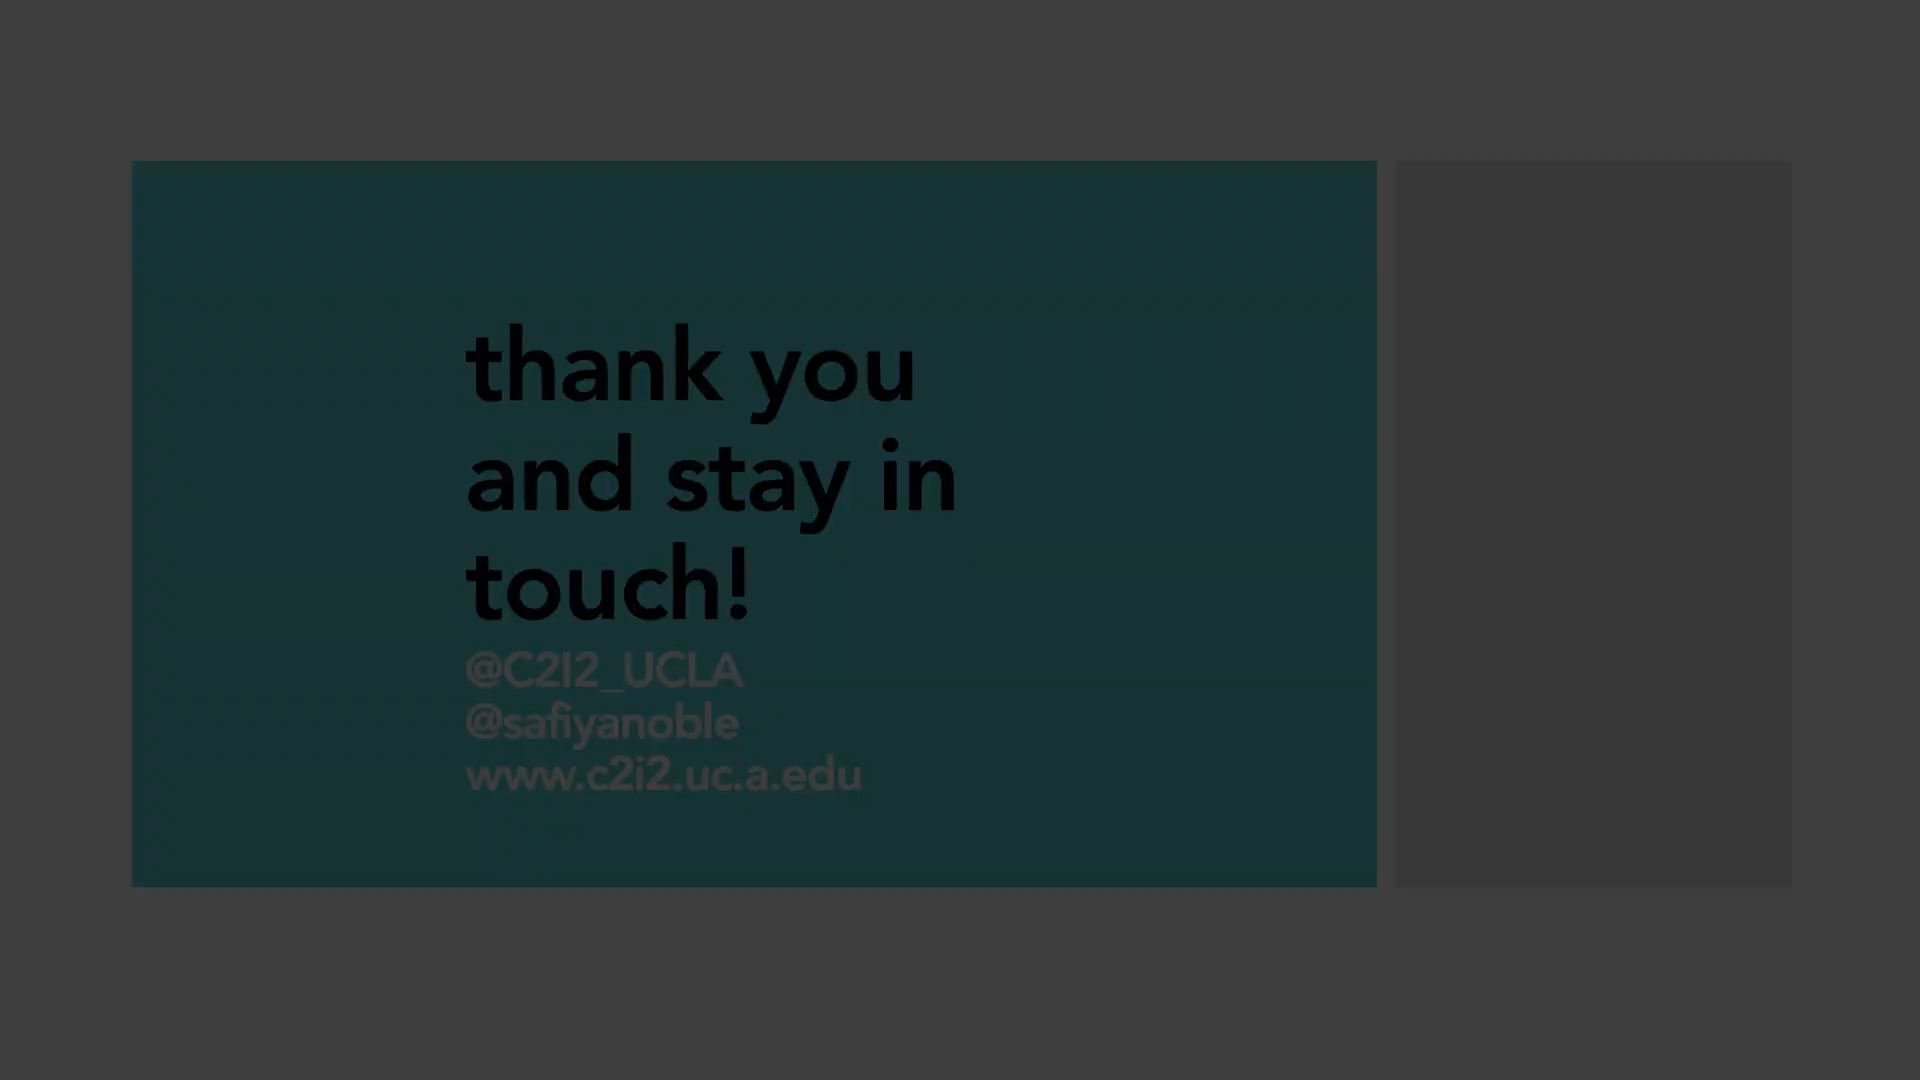 thank you
and stay in
touch!
@C2I2_UCLA
@safiyanoble
www.c2i2.uc.a.edu